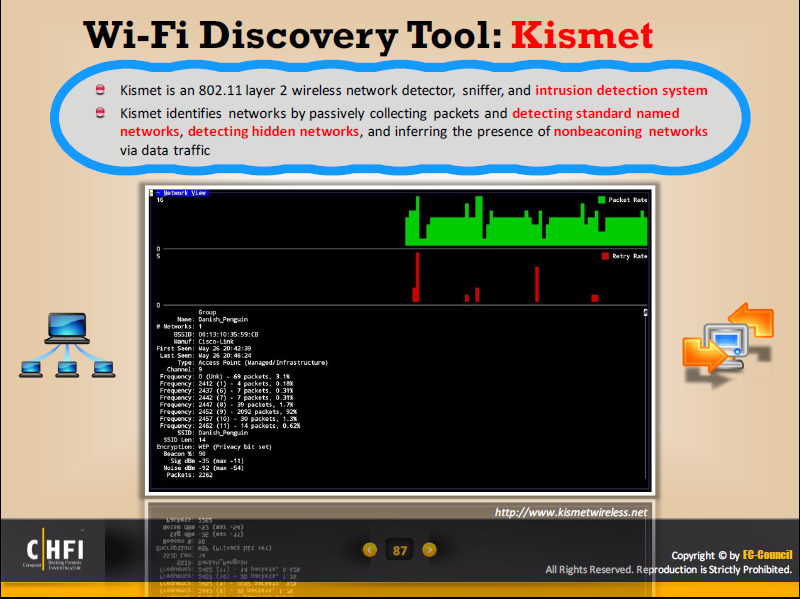 Wi-Fi Discovery Tool: Kismet
Kismet is an 802.11 layer 2 wireless network detector, sniffer, and intrusion detection system
Kismet identifies networks by passively collecting packets and detecting standard named
networks, detecting hidden networks, and inferring the presence of nonbeaconing networks
via data traffic
Network View
16
Packet Rate
0
5
Retry Rate
0
Group
Name: Danish_Penguin
# Networks: 1
BSSID: 00:13:10:35:59:CB
Manuf: Cisco-Link
First Seen: May 26 20:42:39
Last Seen: May 26 20:46:24
Type: Access Point (Managed/Infrastructure)
Channel: 9
Frequency: 0 (Unk) - 69 packets, 3.1%
Frequency: 2412 (1) - 4 packets, 0.18%
Frequency: 2437 (6) - 7 packets, 0.31%
Frequency: 2442 (7) - 7 packets, 0.31%
Frequency: 2447 (8) - 39 packets, 1.7%
Frequency: 2452 (9) - 2092 packets, 92%
Frequency: 2457 (10) - 30 packets, 1.3%
Frequency: 2462 (11) - 14 packets, 0.62%
SSID: Danish_Penguin
SSID Len: 14
Encryption: WEP (Privacy bit set)
Beacon %: 90
Sig dBm -35 (max -11)
Noise dBm -92 (max -54)
Packets: 2262
http://www.kismetwireless.net
CHFI
Computer Hacking Forensic
INVESTIGATOR
87
Copyright © by EC-Council
All Rights Reserved. Reproduction is Strictly Prohibited.